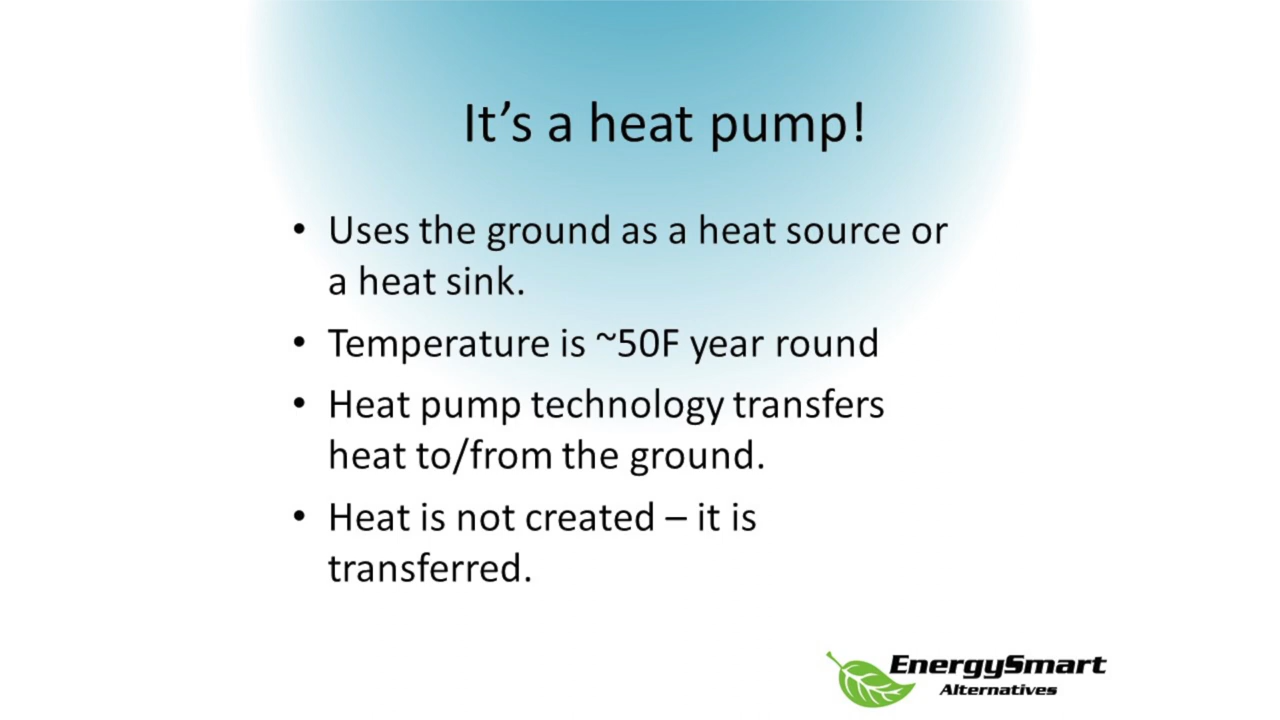 It’s a heat pump!
• Uses the ground as a heat source or
a heat sink.
• Temperature is ~50F year round
• Heat pump technology transfers
heat to/from the ground.
• Heat is not created – it is
transferred.
EnergySmart
Alternatives